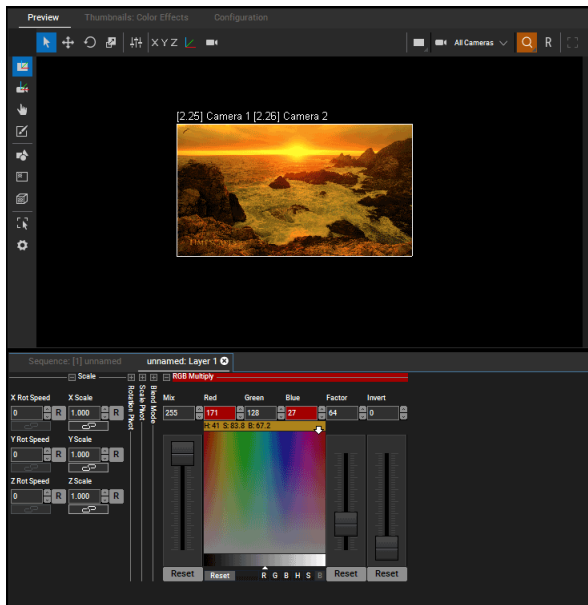 Preview Thumbnails: Color Effects Configuration
X Y Z All Cameras R
[2.25] Camera 1 [2.26] Camera 2
Sequence: [1] unnamed unnamed: Layer 1
Scale Rotation Pivot Scale Pivot Blend Mode RGB Multiply
X Rot Speed X Scale Mix Red Green Blue Factor Invert
0 R 1.000 R 255 171 128 27 64 0
H: 41 S: 83.8 B: 67.2
Y Rot Speed Y Scale
0 R 1.000 R
Z Rot Speed Z Scale
0 R 1.000 R
Reset Reset R G B H S B Reset Reset